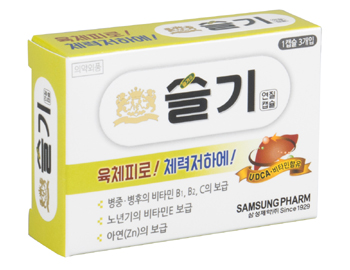 의약외품
1캡슐 3개입
슬기
연질
캡슐
육체피로! 체력저하에!
• 병중·병후의 비타민 B1, B2, C의 보급
• 노년기의 비타민E 보급
• 아연(Zn)의 보급
UDCA·비타민함유
SAMSUNG PHARM
삼성제약(주) Since 1929